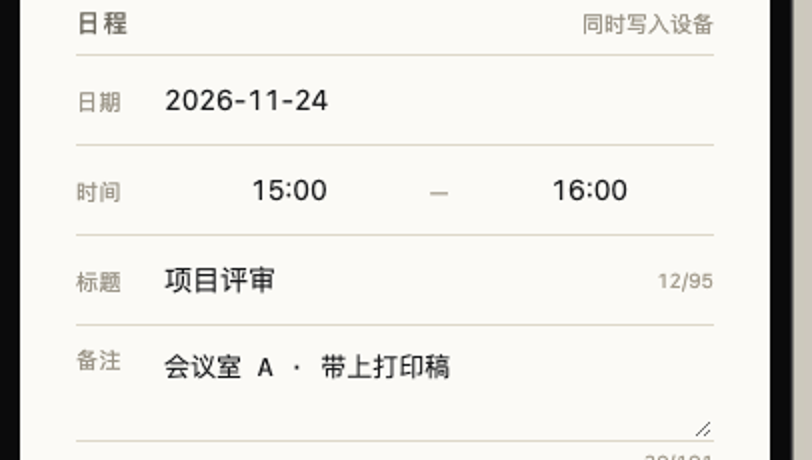 日程 同时写入设备
日期 2026-11-24
时间 15:00 – 16:00
标题 项目评审 12/95
备注 会议室 A · 带上打印稿